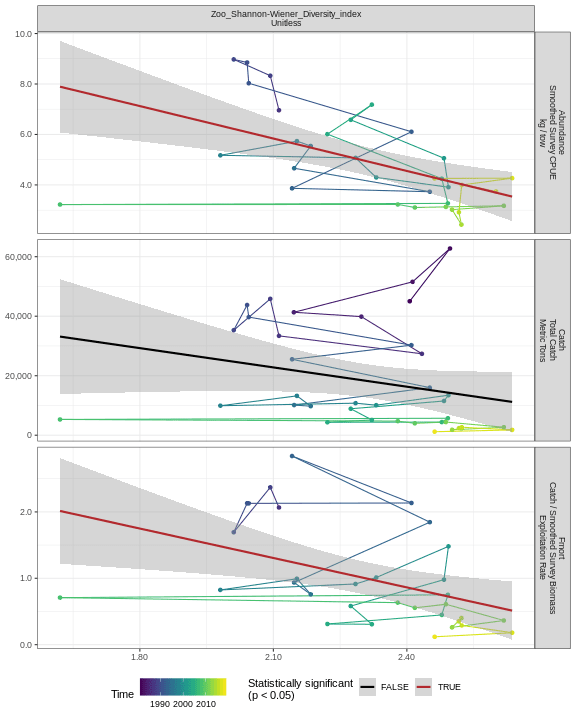 Zoo_Shannon-Wiener_Diversity_index
Unitless
10.0
8.0
6.0
4.0
Abundance
Smoothed Survey CPUE
kg / tow
60,000
40,000
20,000
0
Catch
Total Catch
Metric Tons
2.0
1.0
0.0
Fmort
Catch / Smoothed Survey Biomass
Exploitation Rate
1.80
2.10
2.40
Time
1990 2000 2010
Statistically significant
(p < 0.05)
FALSE
TRUE